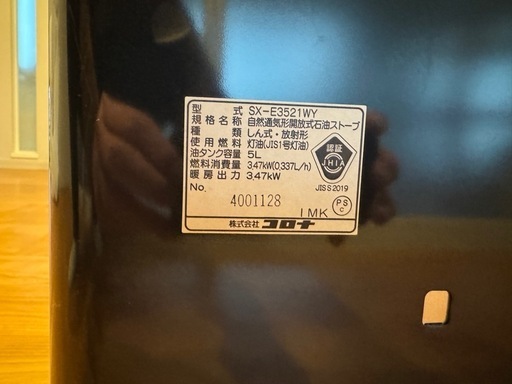 型式 SX-E3521WY
規格名称 自然通気形開放式石油ストーブ
種類 しん式・放射形
使用燃料 灯油(JIS1号灯油)
油タンク容量 5L
燃料消費量 3.47kW(0.337L/h)
暖房出力 3.47kW
認証
JHIA
JIS S 2019
No. 4001128
IMK
PS
C
株式会社 コロナ